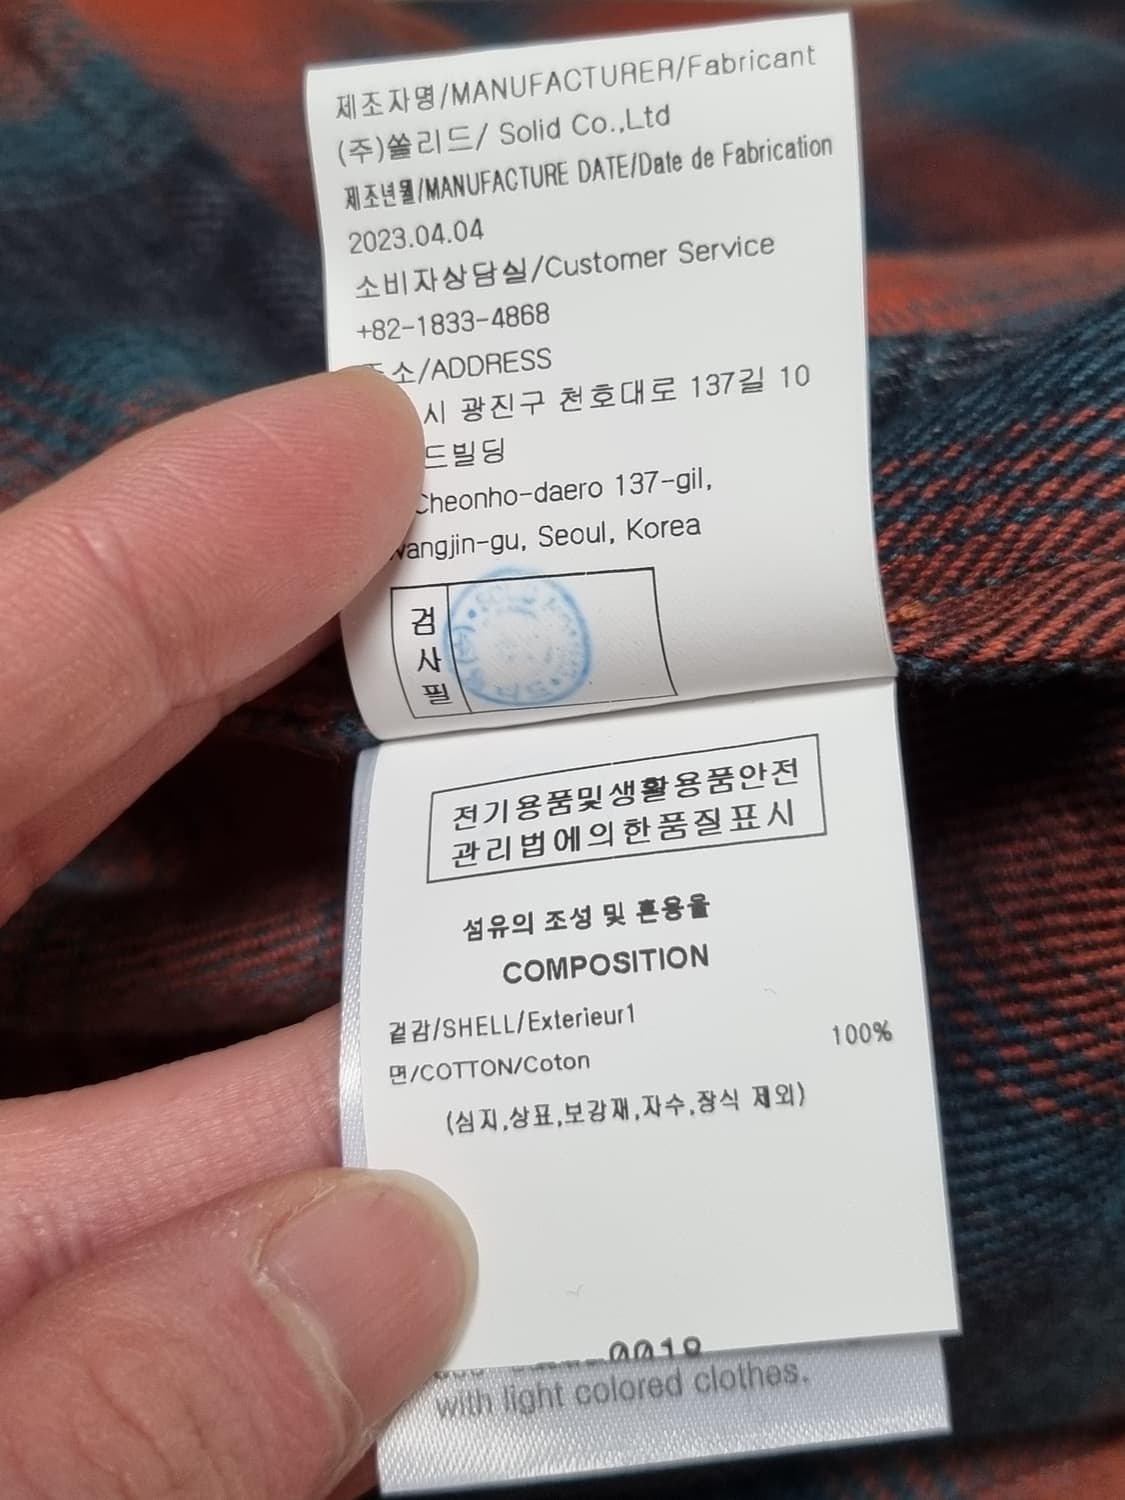 제조자명/MANUFACTURER/Fabricant
(주)쏠리드/ Solid Co.,Ltd
제조년월/MANUFACTURE DATE/Date de Fabrication
2023.04.04
소비자상담실/Customer Service
+82-1833-4868
소/ADDRESS
시 광진구 천호대로 137길 10
드빌딩
Cheonho-daero 137-gil,
wangjin-gu, Seoul, Korea
검
사
필
전기용품및생활용품안전
관리법에의한품질표시
섬유의 조성 및 혼용율
COMPOSITION
겉감/SHELL/Exterieur1
100%
면/COTTON/Coton
(심지,상표,보강재,자수,장식 제외)
with light colored clothes.